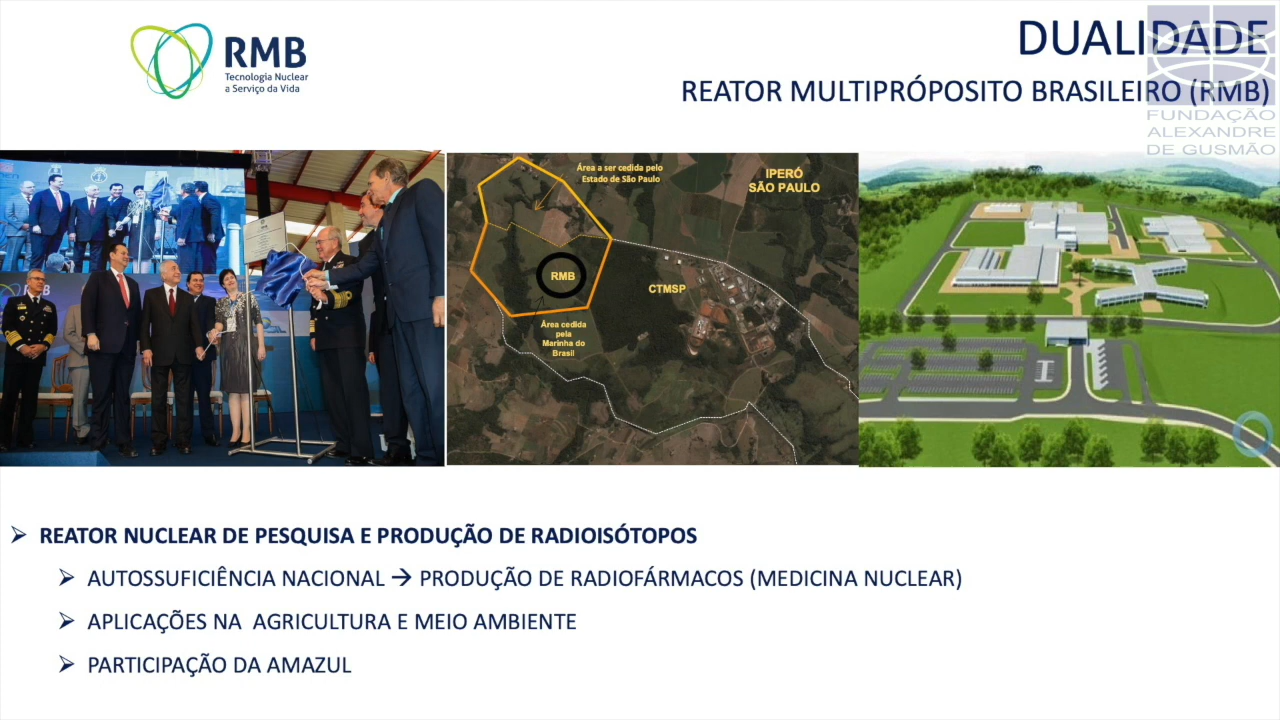 RMB
Tecnologia Nuclear
a Serviço da Vida
DUALIDADE
REATOR MULTIPRÓPOSITO BRASILEIRO (RMB)
FUNDAÇÃO
ALEXANDRE
DE GUSMÃO
Área a ser cedida pelo
Estado de São Paulo
IPERÓ
SÃO PAULO
RMB
CTMSP
Área cedida
pela
Marinha do
Brasil
➢ REATOR NUCLEAR DE PESQUISA E PRODUÇÃO DE RADIOISÓTOPOS
➢ AUTOSSUFICIÊNCIA NACIONAL → PRODUÇÃO DE RADIOFÁRMACOS (MEDICINA NUCLEAR)
➢ APLICAÇÕES NA AGRICULTURA E MEIO AMBIENTE
➢ PARTICIPAÇÃO DA AMAZUL